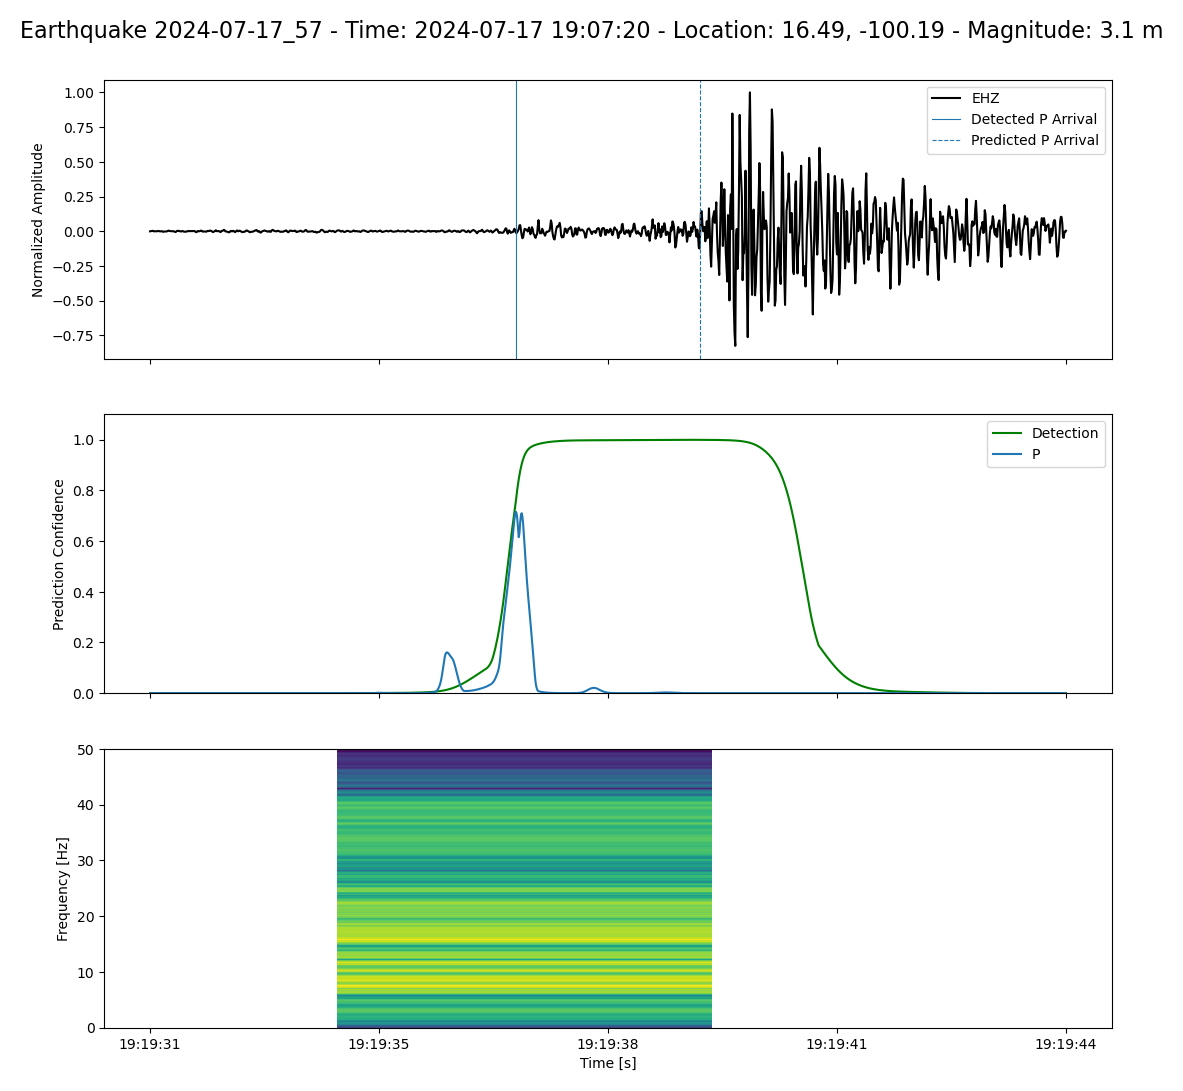 Earthquake 2024-07-17_57 - Time: 2024-07-17 19:07:20 - Location: 16.49, -100.19 - Magnitude: 3.1 m
1.00
0.75
0.50
0.25
0.00
−0.25
−0.50
−0.75
Normalized Amplitude
EHZ
Detected P Arrival
Predicted P Arrival
1.0
0.8
0.6
0.4
0.2
0.0
Prediction Confidence
Detection
P
50
40
30
20
10
0
Frequency [Hz]
19:19:31
19:19:35
19:19:38
19:19:41
19:19:44
Time [s]